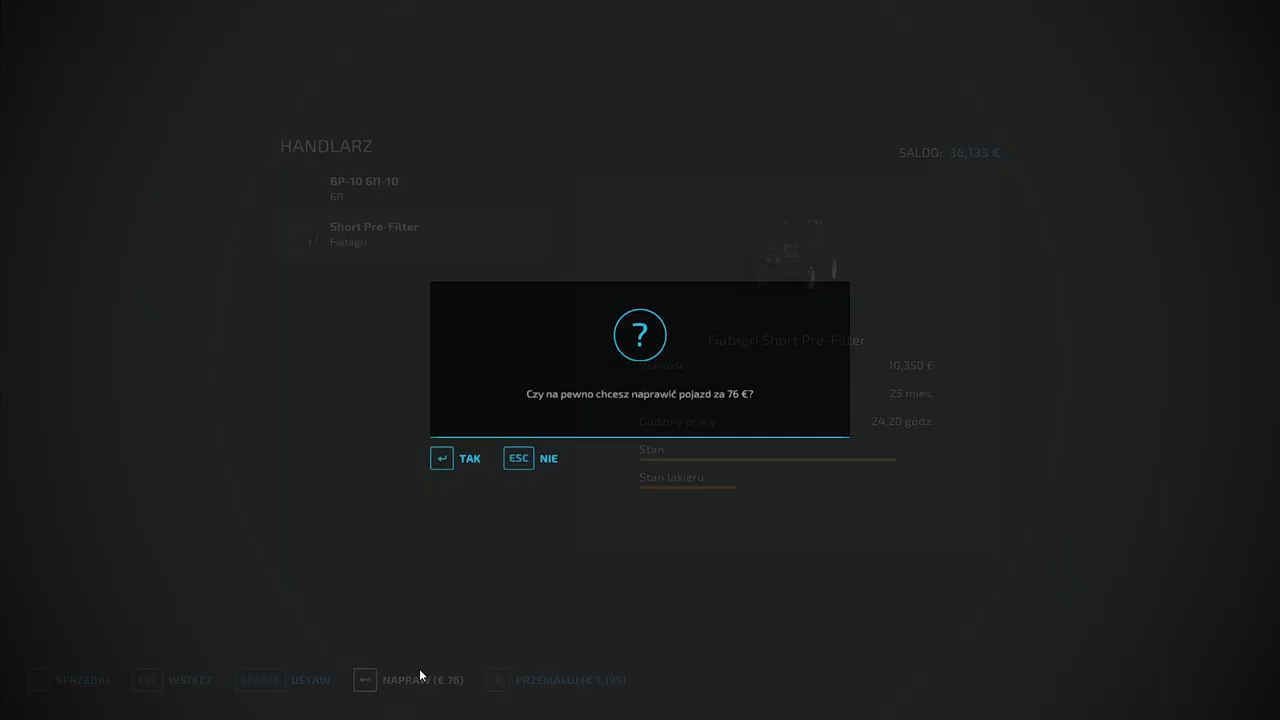 HANDLARZ
SALDO: 36,133 €
BP-10 БП-10
БП
Short Pre-Filter
Fiatagri
Fiatagri Short Pre-Filter
Wartość 10,350 €
25 mies.
Czy na pewno chcesz naprawić pojazd za 76 €?
Godziny pracy 24.20 godz.
Stan
TAK ESC NIE
Stan lakieru
SPRZEDAJ ESC WSTECZ USTAW NAPRAW (€ 76) PRZEMALUJ (€ 3,195)